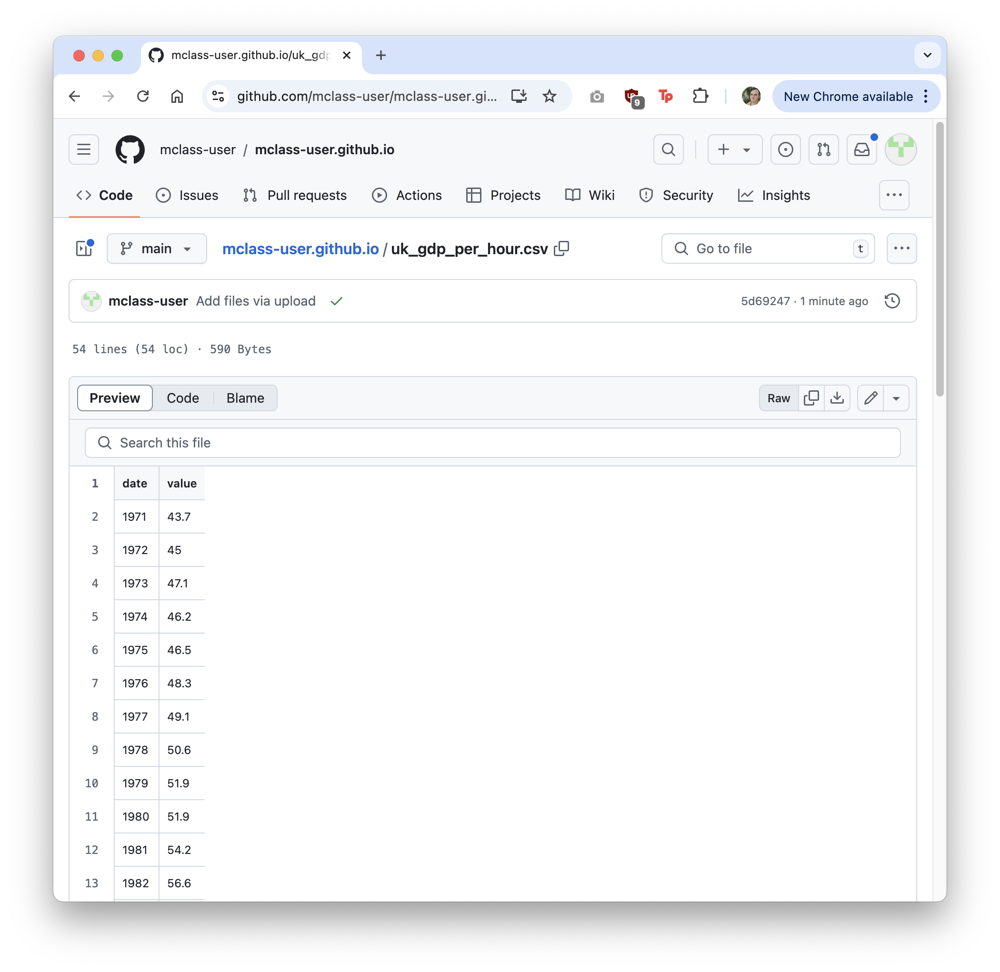 mclass-user.github.io/uk_gdp
github.com/mclass-user/mclass-user.gi...
9
Tp
New Chrome available
mclass-user / mclass-user.github.io
Code Issues Pull requests Actions Projects Wiki Security Insights
main mclass-user.github.io / uk_gdp_per_hour.csv Go to file t
mclass-user Add files via upload 5d69247 · 1 minute ago
54 lines (54 loc) · 590 Bytes
Preview Code Blame Raw
Search this file
1 date value
2 1971 43.7
3 1972 45
4 1973 47.1
5 1974 46.2
6 1975 46.5
7 1976 48.3
8 1977 49.1
9 1978 50.6
10 1979 51.9
11 1980 51.9
12 1981 54.2
13 1982 56.6